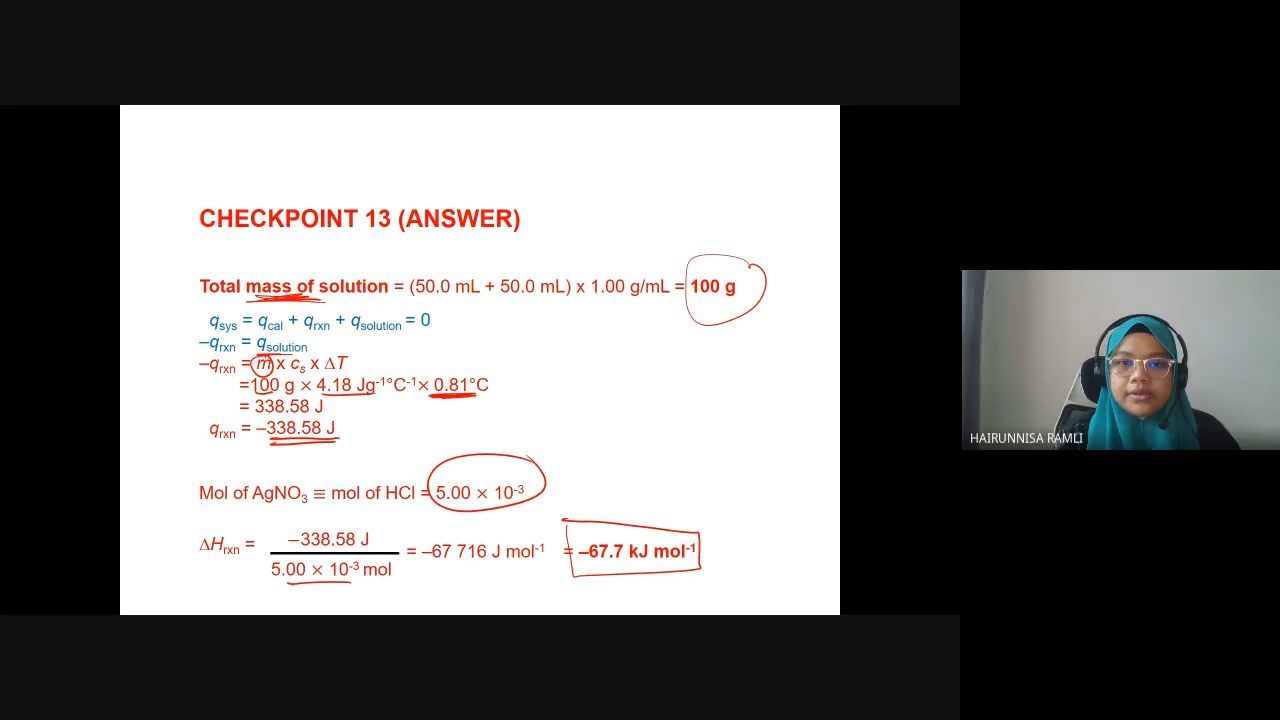 CHECKPOINT 13 (ANSWER)
Total mass of solution = (50.0 mL + 50.0 mL) x 1.00 g/mL = 100 g
qsys = qcal + qrxn + qsolution = 0
–qrxn = qsolution
–qrxn = m x cs x ΔT
=100 g × 4.18 Jg⁻¹°C⁻¹× 0.81°C
= 338.58 J
qrxn = –338.58 J
Mol of AgNO₃ ≡ mol of HCl = 5.00 × 10⁻³
ΔHrxn = −338.58 J / 5.00 × 10⁻³ mol = –67 716 J mol⁻¹ = –67.7 kJ mol⁻¹
HAIRUNNISA RAMLI